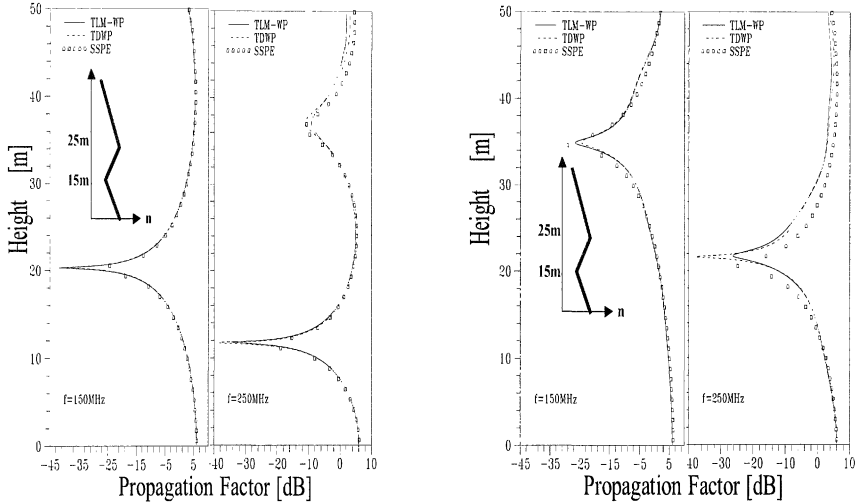 50
40
30
20
10
0
Height [m]
TLM-WP
TDWP
SSPE
25m
15m
n
f=150MHz
-45
-35
-25
-15
-5
5
TLM-WP
TDWP
SSPE
f=250MHz
-40
-30
-20
-10
0
10
Propagation Factor [dB]
50
40
30
20
10
0
Height [m]
TLM-WP
TDWP
SSPE
25m
15m
n
f=150MHz
-45
-35
-25
-15
-5
5
TLM-WP
TDWP
SSPE
f=250MHz
-30
-20
-10
0
10
Propagation Factor [dB]